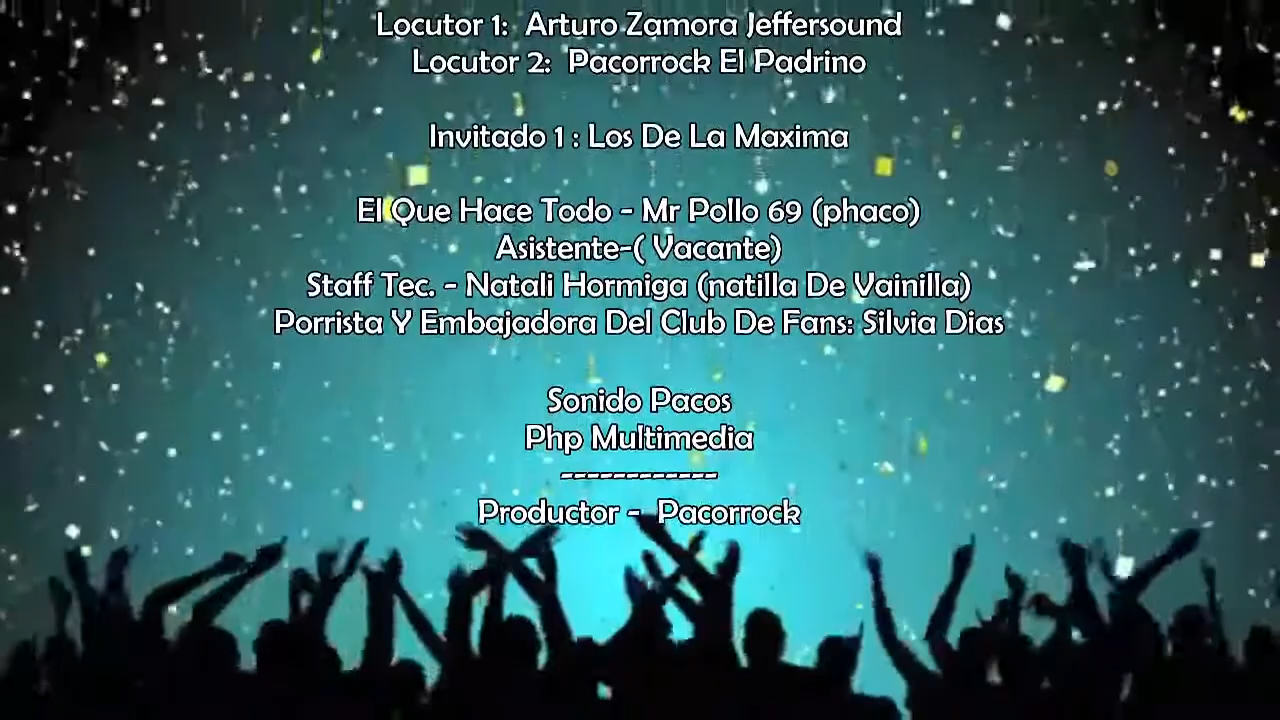 Locutor 1:  Arturo Zamora Jeffersound
Locutor 2:  Pacorrock El Padrino
Invitado 1 : Los De La Maxima
El Que Hace Todo - Mr Pollo 69 (phaco)
Asistente-( Vacante)
Staff Tec. - Natali Hormiga (natilla De Vainilla)
Porrista Y Embajadora Del Club De Fans: Silvia Dias
Sonido Pacos
Php Multimedia
------------
Productor -  Pacorrock